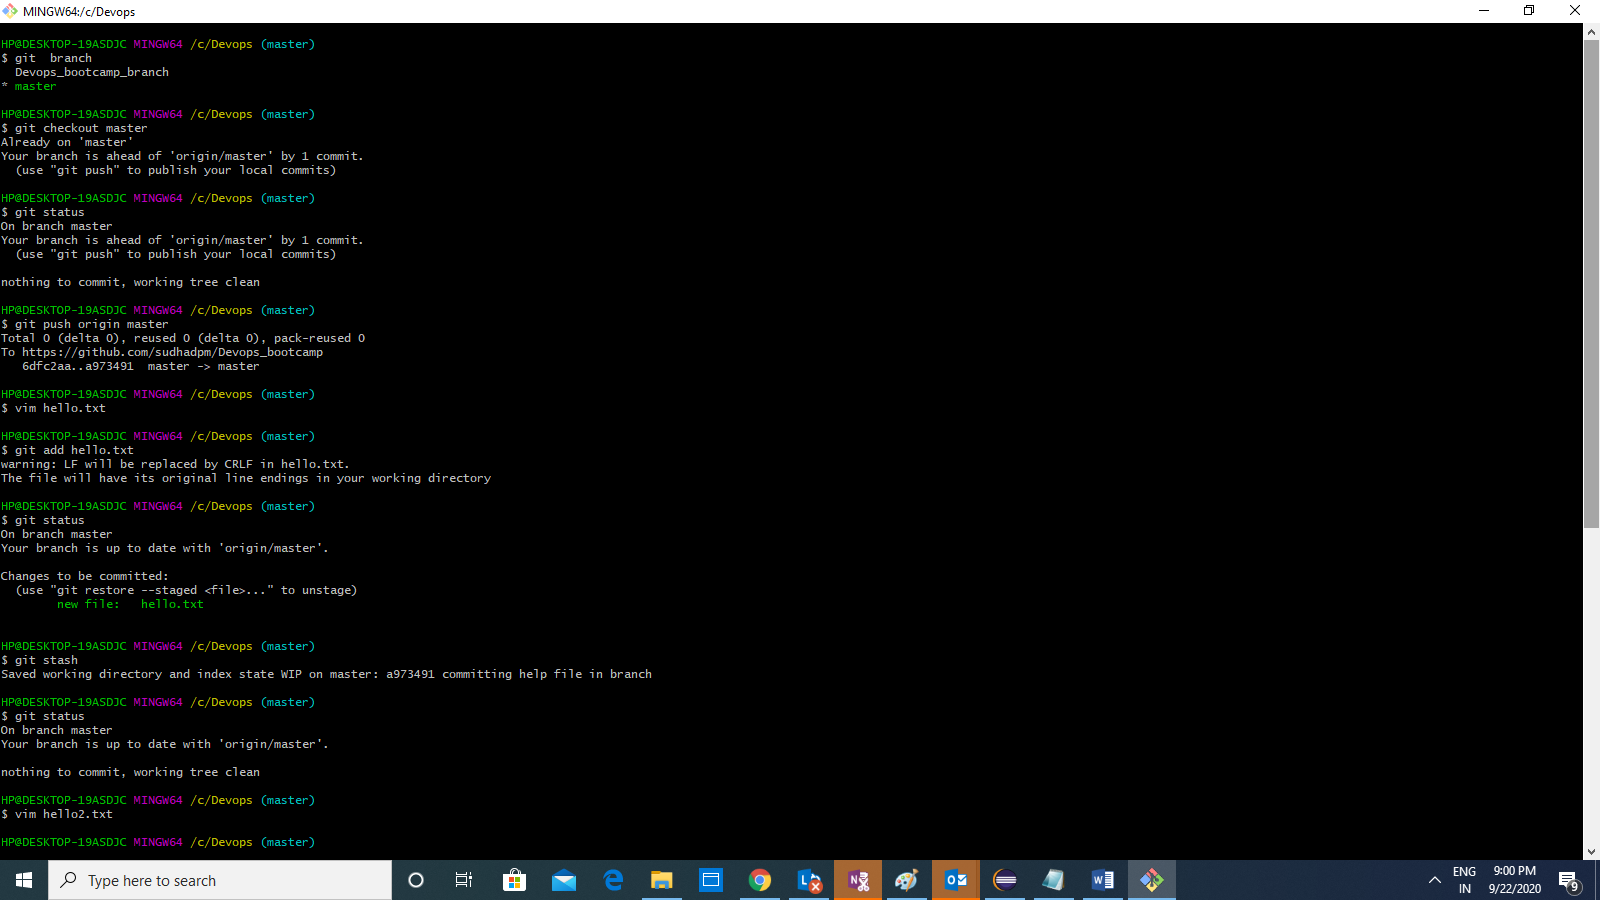 MINGW64:/c/Devops
HP@DESKTOP-19ASDJC MINGW64 /c/Devops (master)
$ git  branch
  Devops_bootcamp_branch
* master
HP@DESKTOP-19ASDJC MINGW64 /c/Devops (master)
$ git checkout master
Already on 'master'
Your branch is ahead of 'origin/master' by 1 commit.
  (use "git push" to publish your local commits)
HP@DESKTOP-19ASDJC MINGW64 /c/Devops (master)
$ git status
On branch master
Your branch is ahead of 'origin/master' by 1 commit.
  (use "git push" to publish your local commits)
nothing to commit, working tree clean
HP@DESKTOP-19ASDJC MINGW64 /c/Devops (master)
$ git push origin master
Total 0 (delta 0), reused 0 (delta 0), pack-reused 0
To https://github.com/sudhadpm/Devops_bootcamp
   6dfc2aa..a973491  master -> master
HP@DESKTOP-19ASDJC MINGW64 /c/Devops (master)
$ vim hello.txt
HP@DESKTOP-19ASDJC MINGW64 /c/Devops (master)
$ git add hello.txt
warning: LF will be replaced by CRLF in hello.txt.
The file will have its original line endings in your working directory
HP@DESKTOP-19ASDJC MINGW64 /c/Devops (master)
$ git status
On branch master
Your branch is up to date with 'origin/master'.
Changes to be committed:
  (use "git restore --staged <file>..." to unstage)
        new file:   hello.txt
HP@DESKTOP-19ASDJC MINGW64 /c/Devops (master)
$ git stash
Saved working directory and index state WIP on master: a973491 committing help file in branch
HP@DESKTOP-19ASDJC MINGW64 /c/Devops (master)
$ git status
On branch master
Your branch is up to date with 'origin/master'.
nothing to commit, working tree clean
HP@DESKTOP-19ASDJC MINGW64 /c/Devops (master)
$ vim hello2.txt
HP@DESKTOP-19ASDJC MINGW64 /c/Devops (master)
Type here to search
ENG
IN
9:00 PM
9/22/2020
9